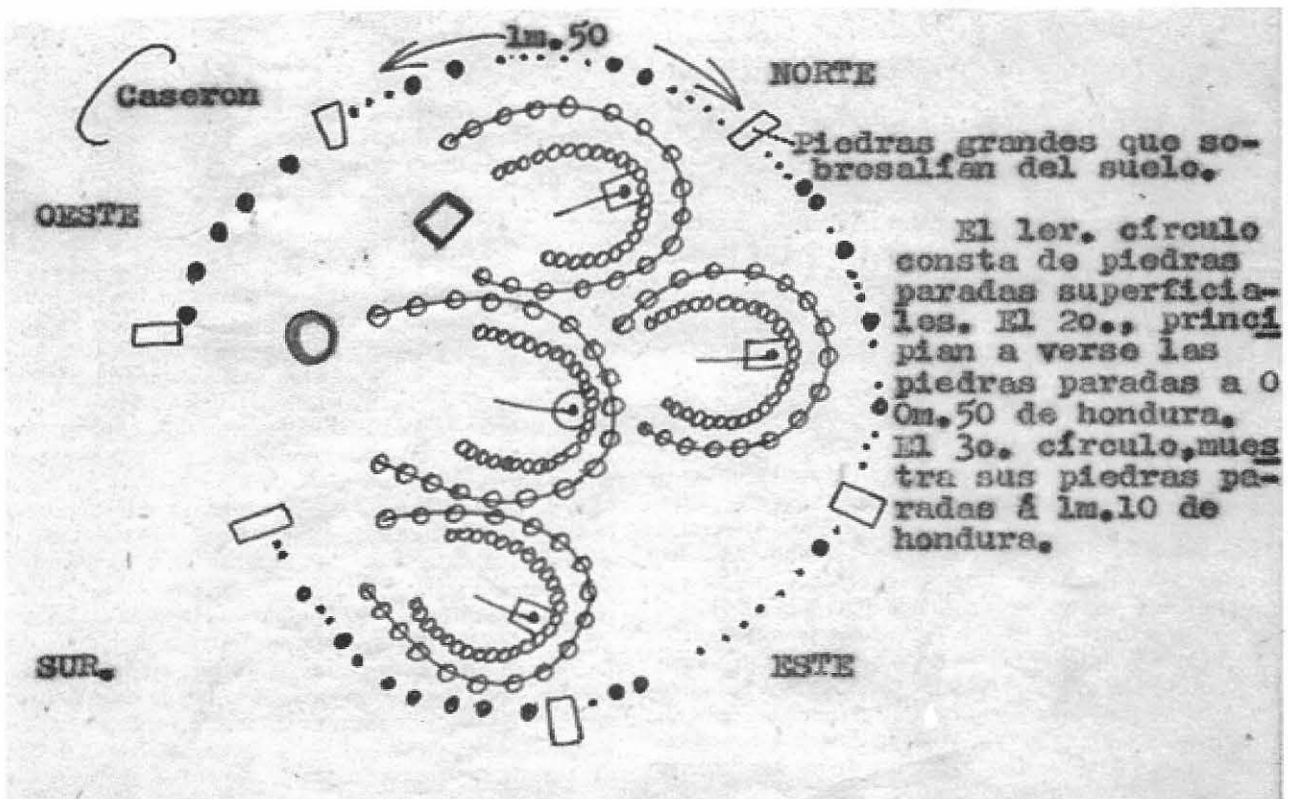 1m.50
NORTE
Caseron
Piedras grandes que so-
bresalían del suelo.
OESTE
El 1er. círculo
consta de piedras
paradas superficia-
les. El 2o., princi
pian a verse las
piedras paradas a 0
0m.50 de hondura.
El 3o. círculo,mues
tra sus piedras pa-
radas á 1m.10 de
hondura.
SUR.
ESTE